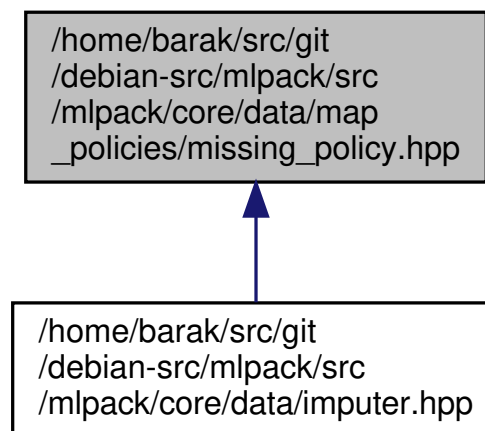 /home/barak/src/git
/debian-src/mlpack/src
/mlpack/core/data/map
_policies/missing_policy.hpp
/home/barak/src/git
/debian-src/mlpack/src
/mlpack/core/data/imputer.hpp